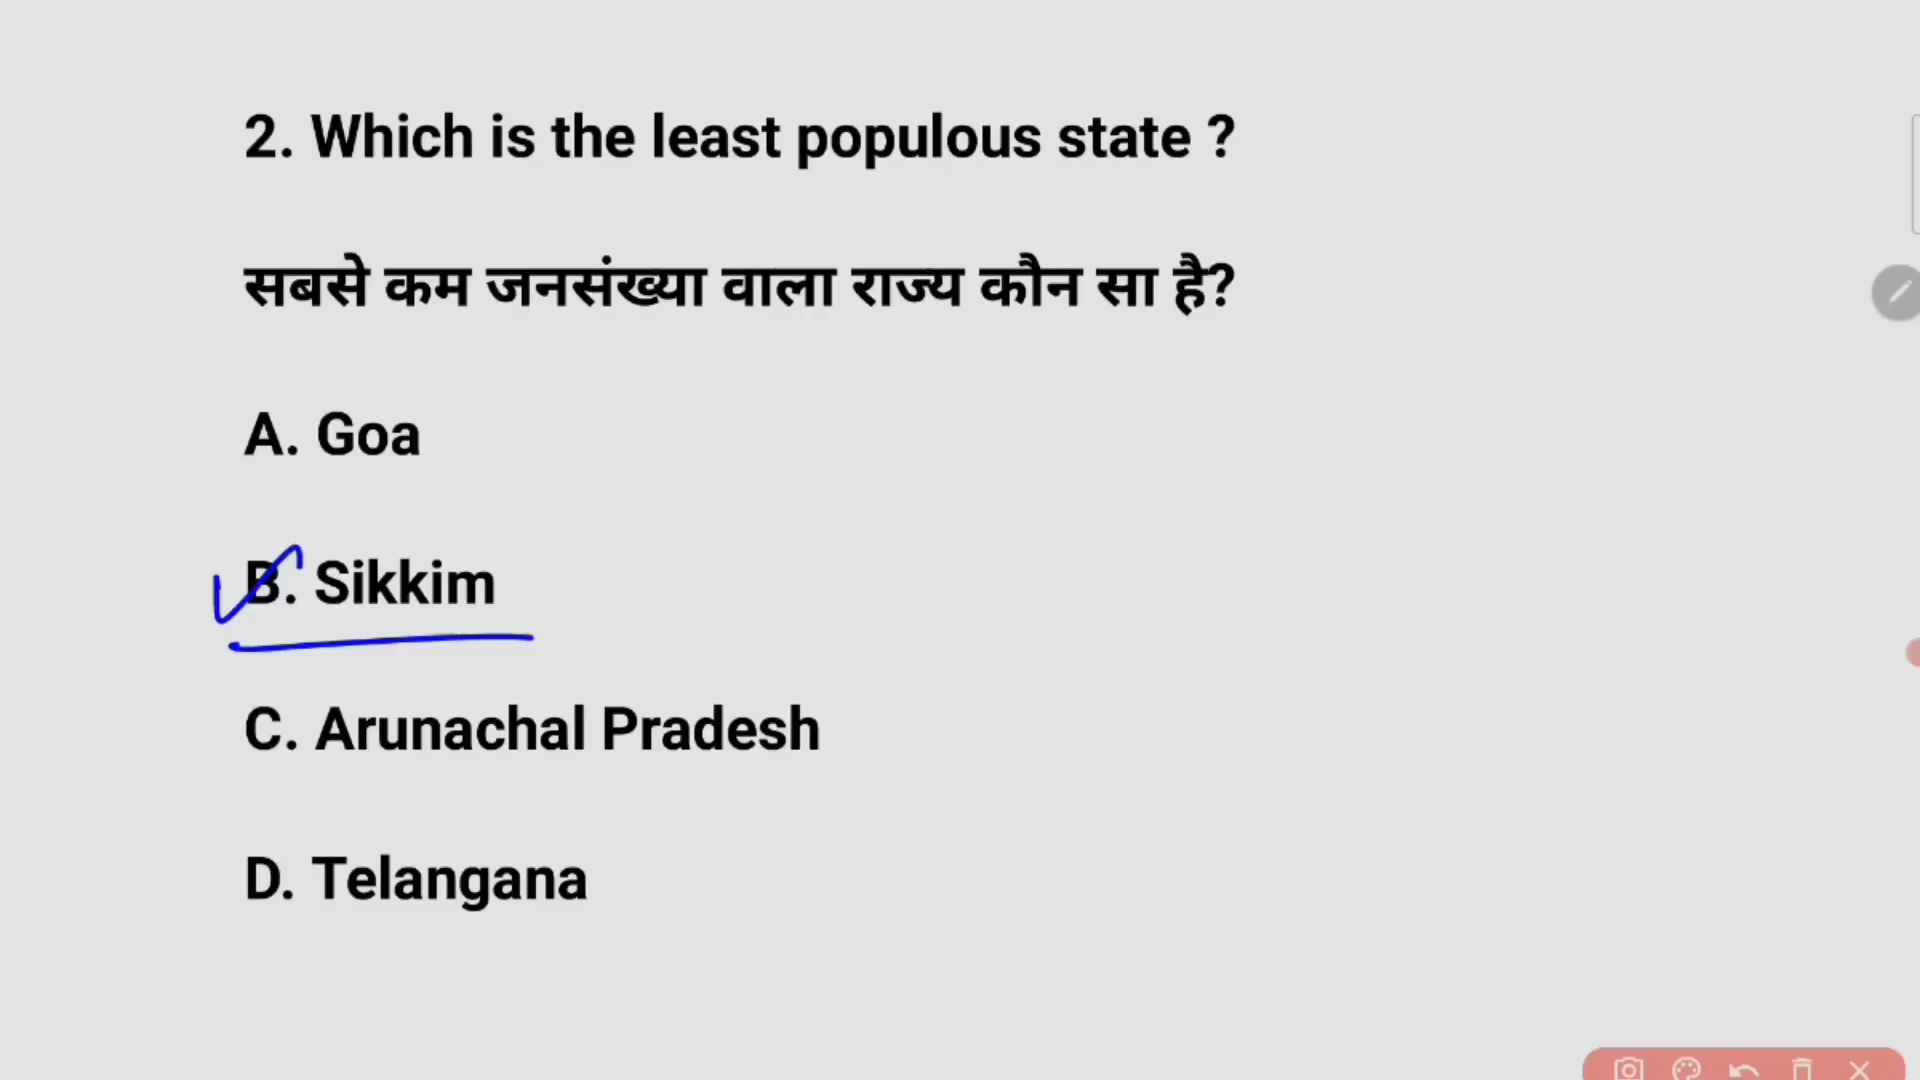 2. Which is the least populous state ?
सबसे कम जनसंख्या वाला राज्य कौन सा है?
A. Goa
B. Sikkim
C. Arunachal Pradesh
D. Telangana